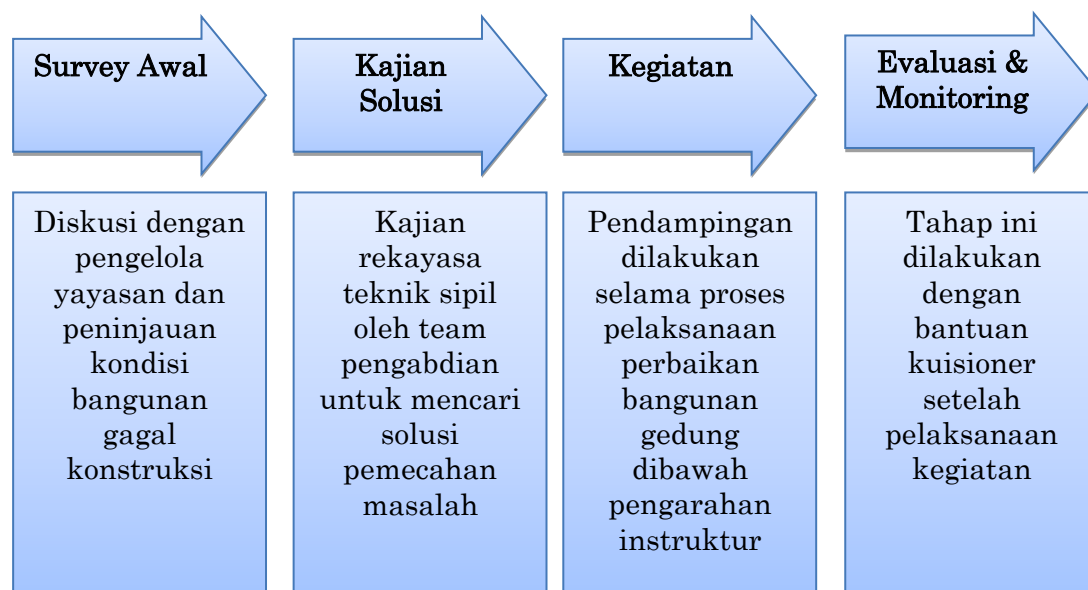 Survey Awal
Diskusi dengan
pengelola
yayasan dan
peninjauan
kondisi
bangunan
gagal
konstruksi
Kajian
Solusi
Kajian
rekayasa
teknik sipil
oleh team
pengabdian
untuk mencari
solusi
pemecahan
masalah
Kegiatan
Pendampingan
dilakukan
selama proses
pelaksanaan
perbaikan
bangunan
gedung
dibawah
pengarahan
instruktur
Evaluasi &
Monitoring
Tahap ini
dilakukan
dengan
bantuan
kuisioner
setelah
pelaksanaan
kegiatan